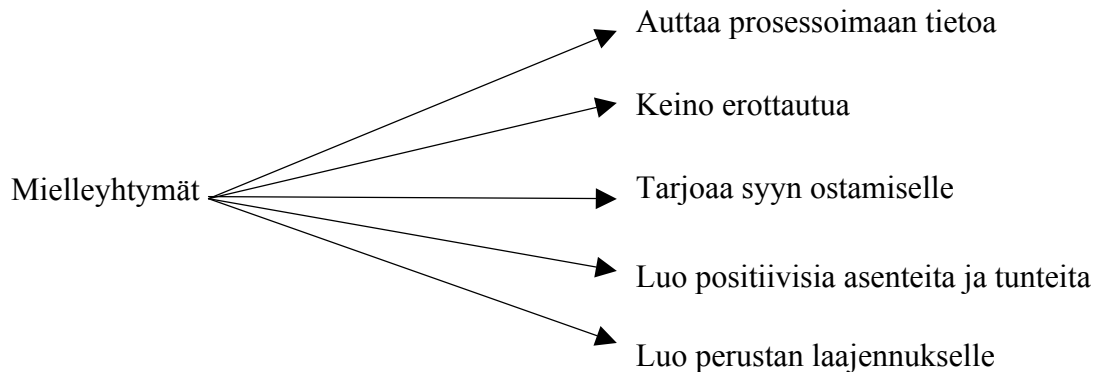 Auttaa prosessoimaan tietoa
Keino erottautua
Mielleyhtymät
Tarjoaa syyn ostamiselle
Luo positiivisia asenteita ja tunteita
Luo perustan laajennukselle